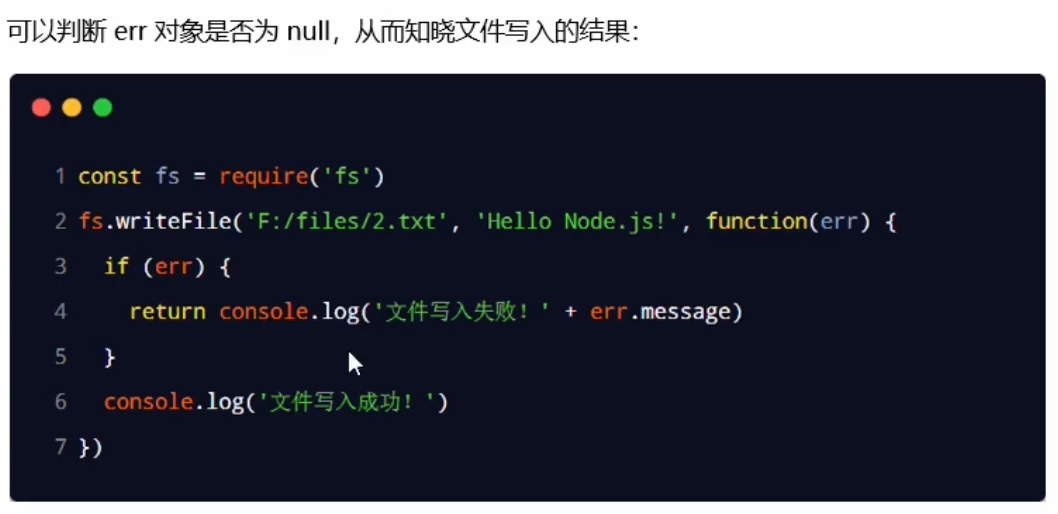 可以判断 err 对象是否为 null，从而知晓文件写入的结果：
1 const fs = require('fs')
2 fs.writeFile('F:/files/2.txt', 'Hello Node.js!', function(err) {
3   if (err) {
4     return console.log('文件写入失败！' + err.message)
5   }
6   console.log('文件写入成功！')
7 })